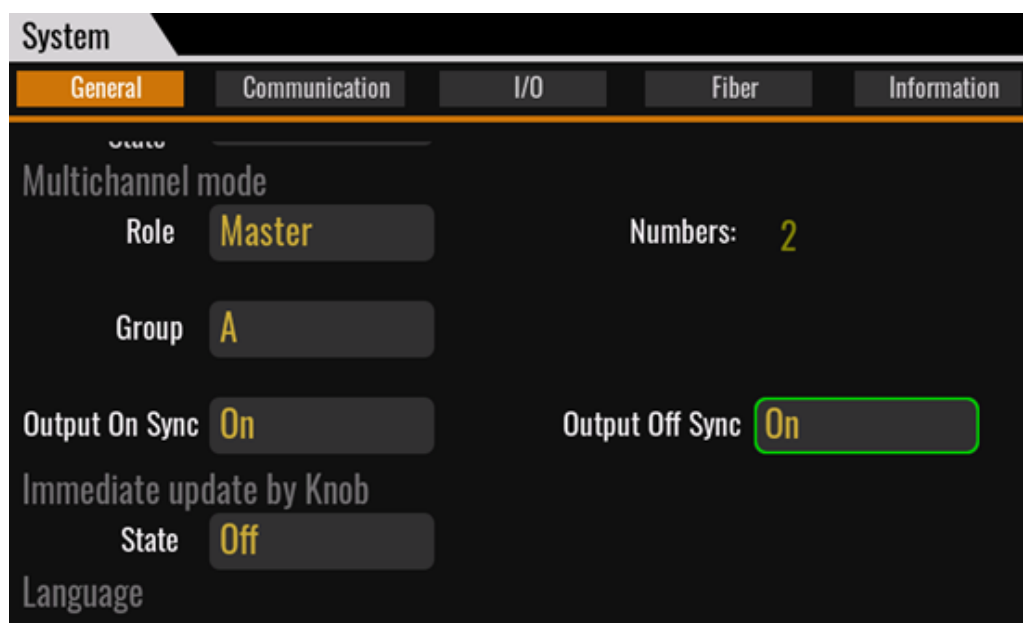 System
General Communication I/O Fiber Information
Multichannel mode
Role Master Numbers: 2
Group A
Output On Sync On Output Off Sync On
Immediate update by Knob
State Off
Language